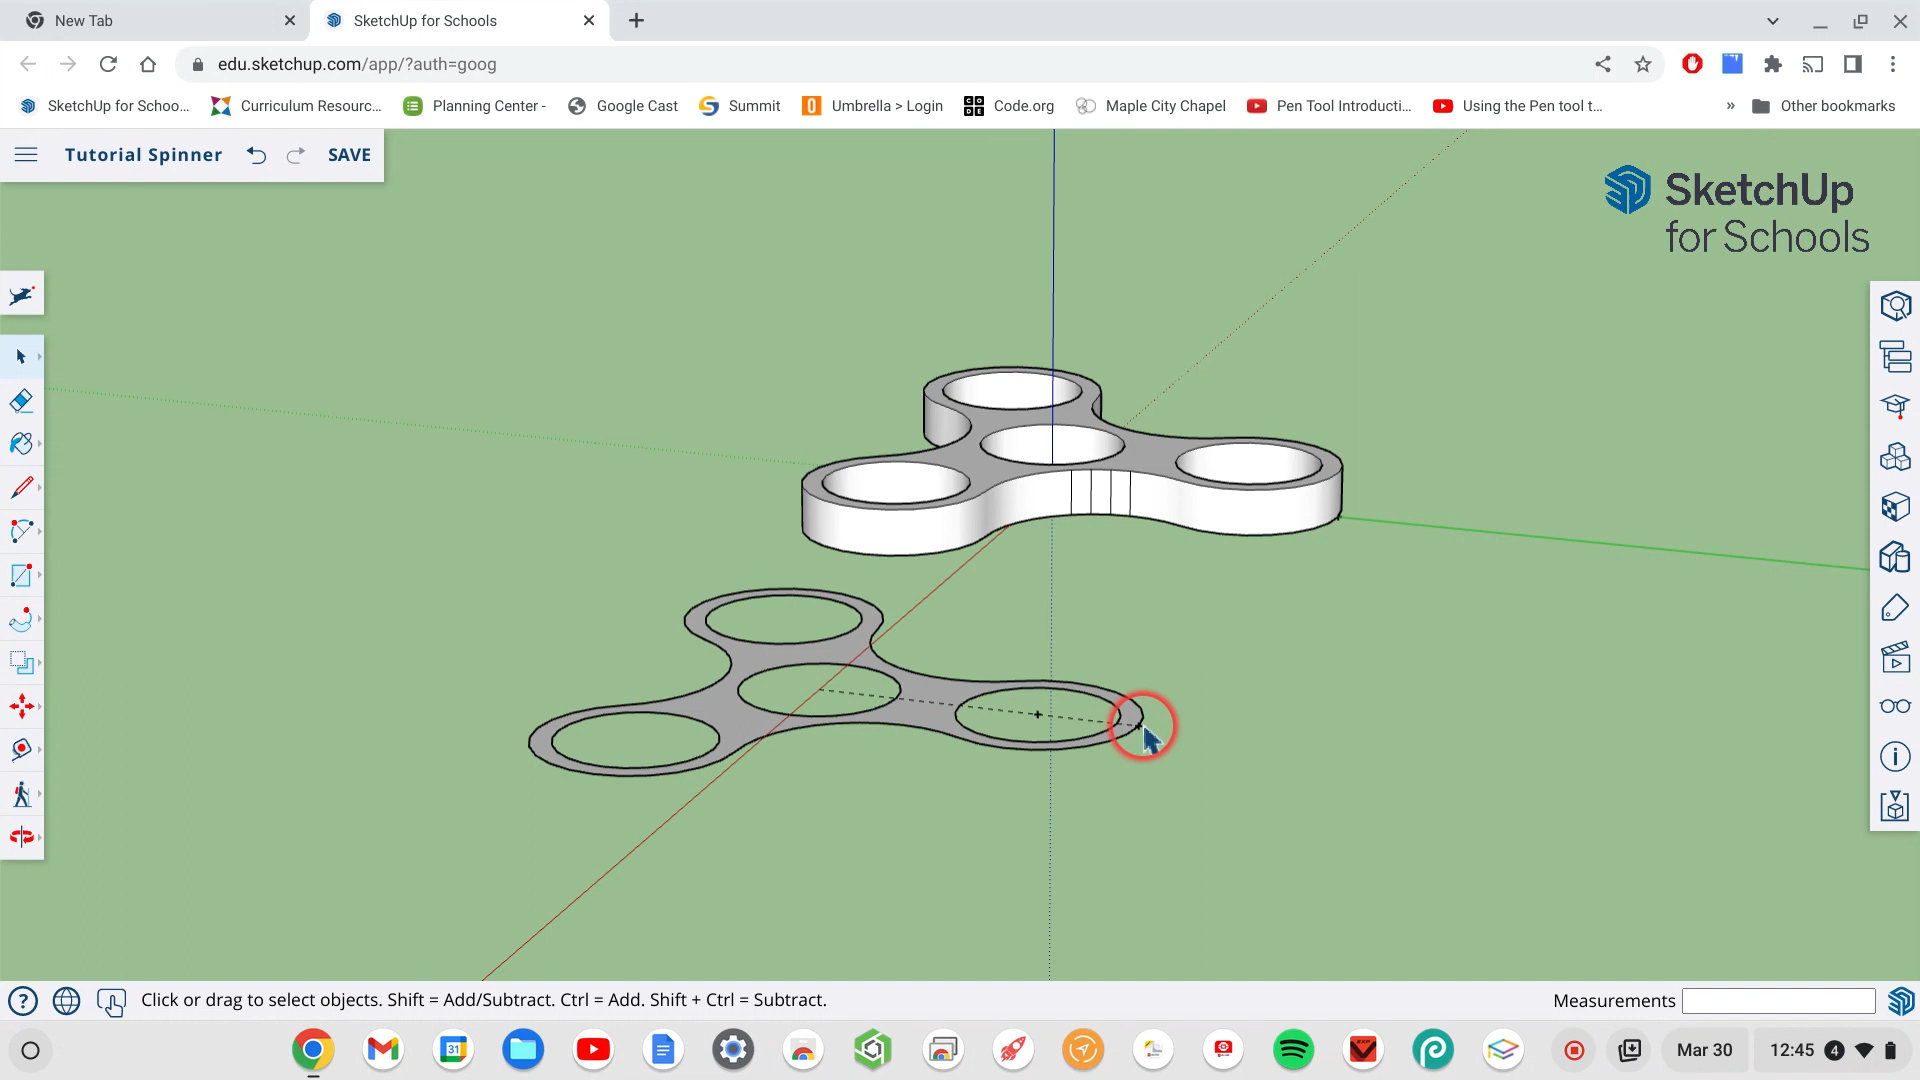 New Tab
SketchUp for Schools
edu.sketchup.com/app/?auth=goog
SketchUp for Schoo... Curriculum Resourc... Planning Center - Google Cast Summit Umbrella > Login Code.org Maple City Chapel Pen Tool Introducti... Using the Pen tool t... » Other bookmarks
Tutorial Spinner SAVE
SketchUp
for Schools
Click or drag to select objects. Shift = Add/Subtract. Ctrl = Add. Shift + Ctrl = Subtract.
Measurements
Mar 30 12:45 4